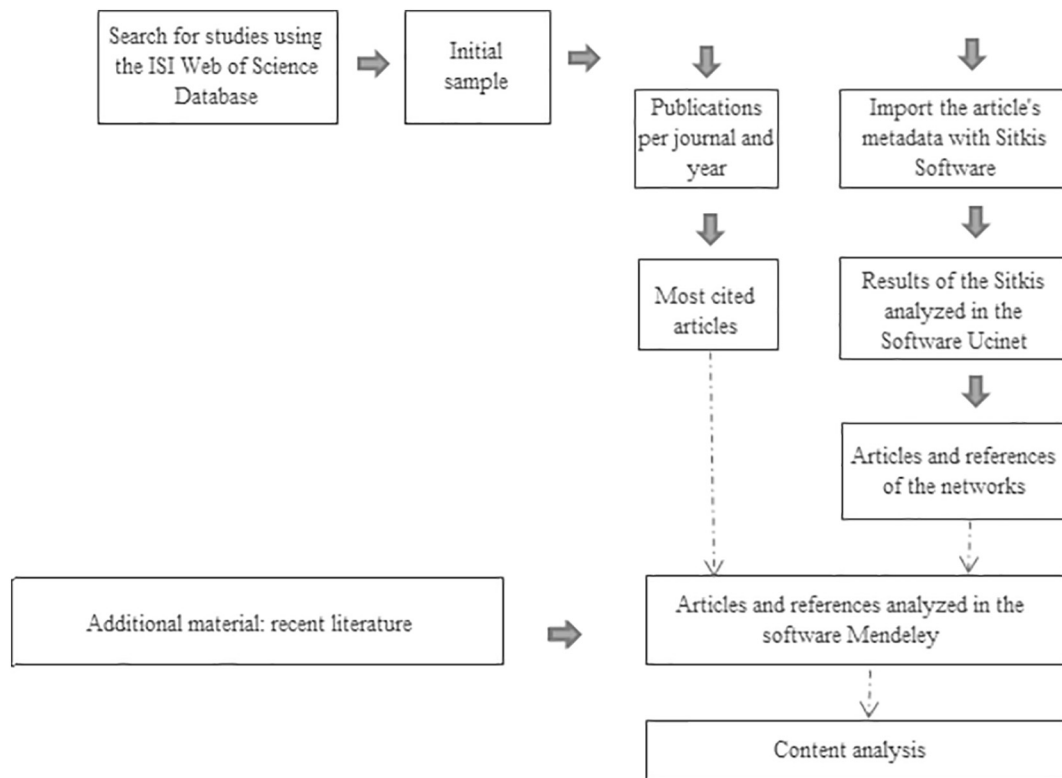 Search for studies using
the ISI Web of Science
Database
Initial
sample
Publications
per journal and
year
Import the article's
metadata with Sitkis
Software
Most cited
articles
Results of the Sitkis
analyzed in the
Software Ucinet
Articles and references
of the networks
Additional material: recent literature
Articles and references analyzed in the
software Mendeley
Content analysis